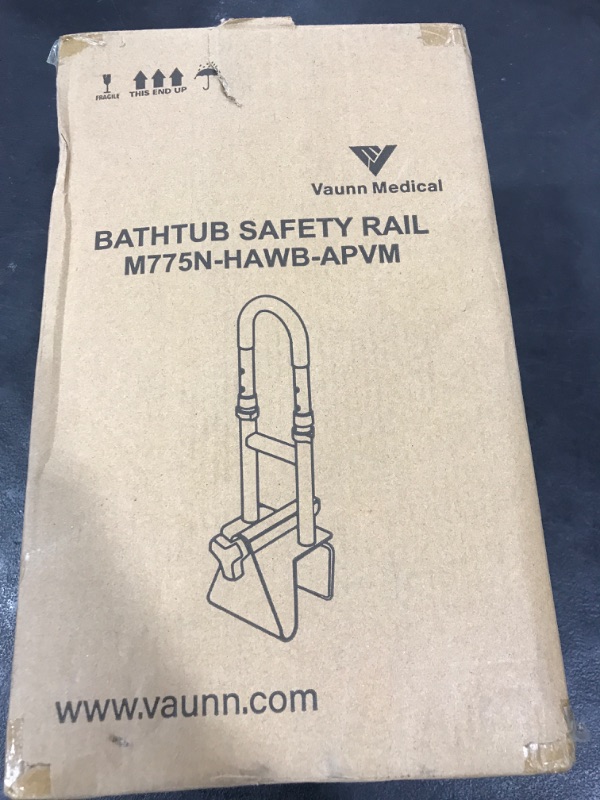 FRAGILE
THIS END UP
Vaunn Medical
BATHTUB SAFETY RAIL
M775N-HAWB-APVM
www.vaunn.com